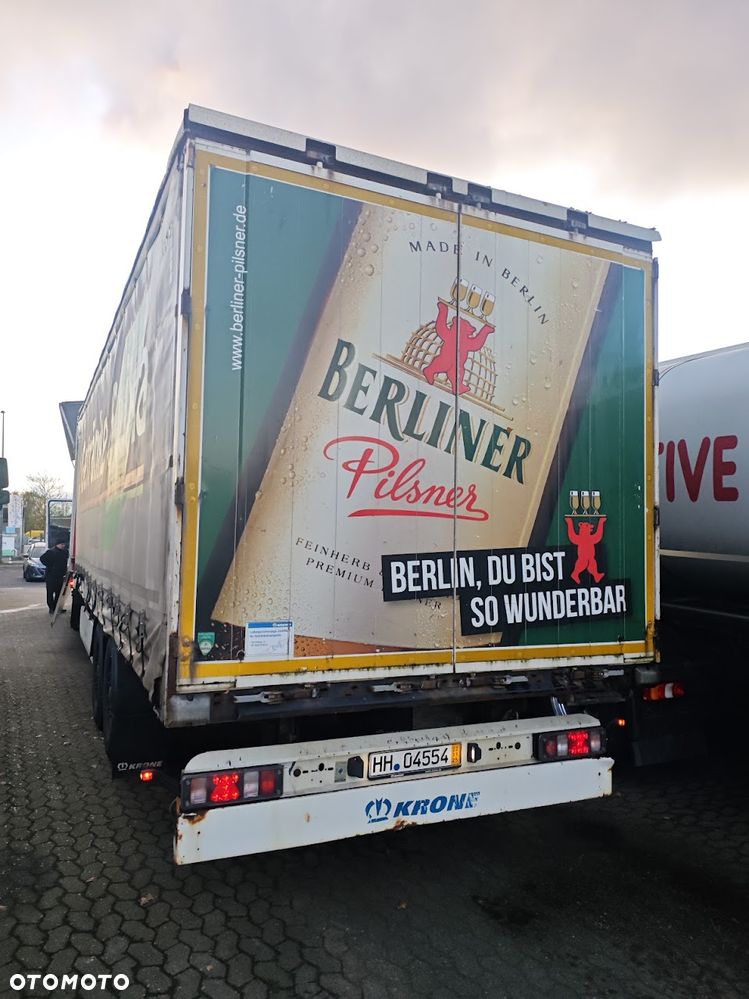 www.berliner-pilsner.de
MADE IN BERLIN
BERLINER
Pilsner
FEINHERB
PREMIUM
BERLIN, DU BIST
SO WUNDERBAR
TIVE
HH 04554
KRONE
KRONE
OTOMOTO